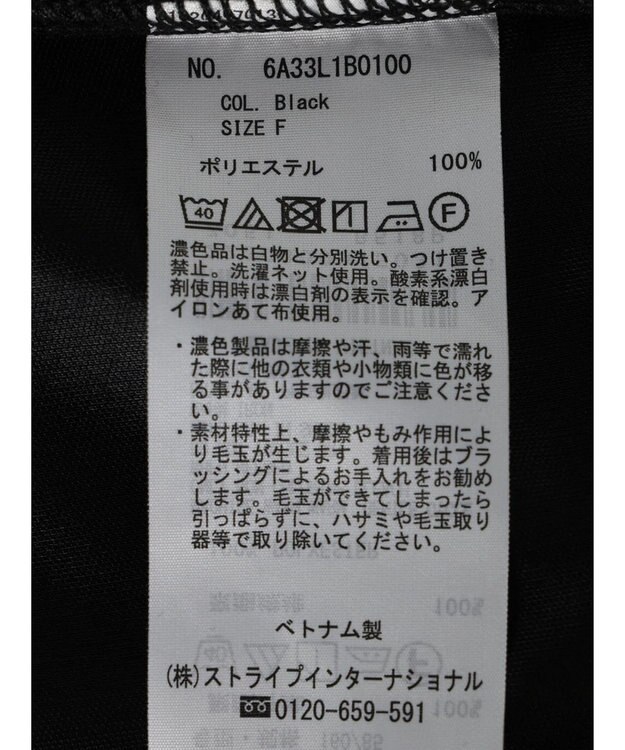 NO. 6A33L1B0100
COL. Black
SIZE F
ポリエステル 100%
40 F
濃色品は白物と分別洗い。つけ置き
禁止。洗濯ネット使用。酸素系漂白
剤使用時は漂白剤の表示を確認。ア
イロンあて布使用。
・濃色製品は摩擦や汗、雨等で濡れ
た際に他の衣類や小物類に色が移
る事がありますのでご注意くださ
い。
・素材特性上、摩擦やもみ作用によ
り毛玉が生じます。着用後はブラ
ッシングによるお手入れをお勧め
します。毛玉ができてしまったら
引っぱらずに、ハサミや毛玉取り
器等で取り除いてください。
ベトナム製
(株)ストライプインターナショナル
0120-659-591